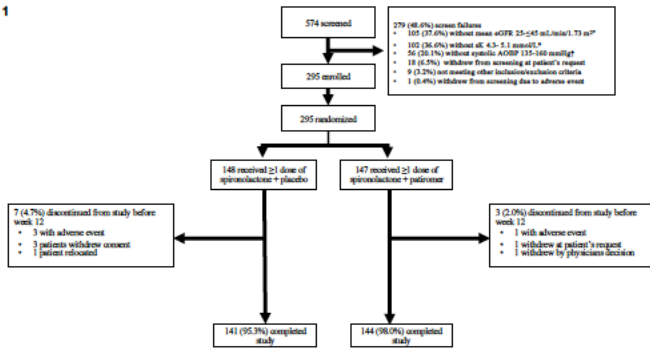 1
574 screened
279 (48.6%) screen failures
• 105 (37.6%) without mean eGFR 25-≤45 mL/min/1.73 m²*
• 102 (36.6%) without sK 4.3- 5.1 mmol/L*
• 56 (20.1%) without systolic AOBP 135-160 mmHg†
• 18 (6.5%) withdrew from screening at patient's request
• 9 (3.2%) not meeting other inclusion/exclusion criteria
• 1 (0.4%) withdrew from screening due to adverse event
295 enrolled
295 randomized
148 received ≥1 dose of
spironolactone + placebo
147 received ≥1 dose of
spironolactone + patiromer
7 (4.7%) discontinued from study before
week 12
• 3 with adverse event
• 3 patients withdrew consent
• 1 patient relocated
3 (2.0%) discontinued from study before
week 12
• 1 with adverse event
• 1 withdrew at patient's request
• 1 withdrew by physicians decision
141 (95.3%) completed
study
144 (98.0%) completed
study